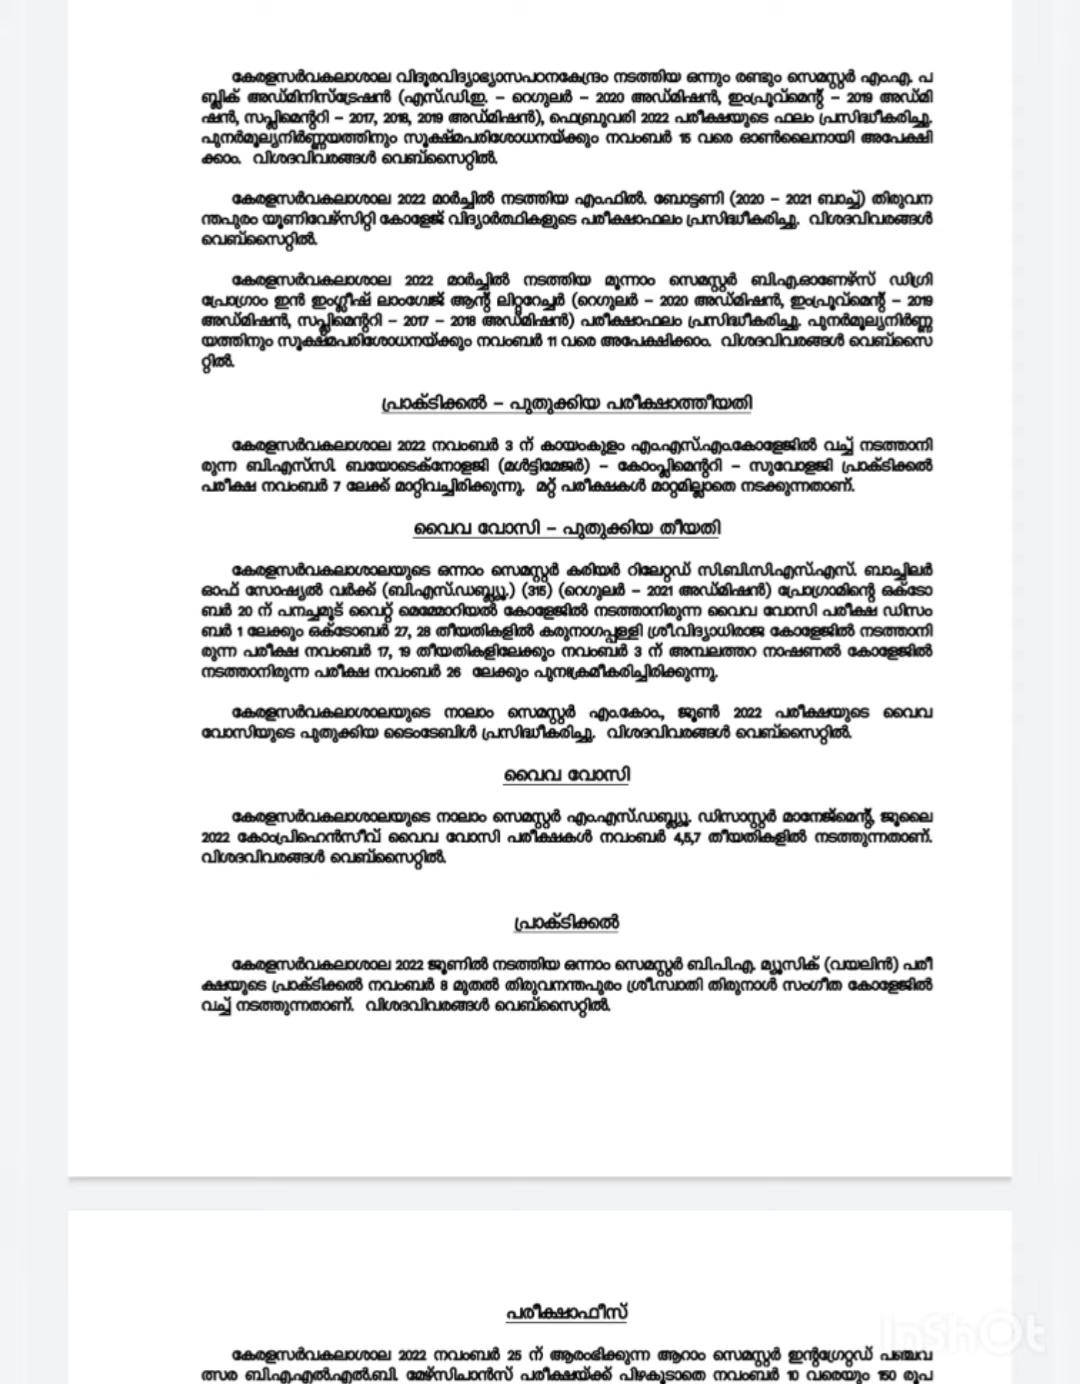 കേരളസർവകലാശാല വിദൂരവിദ്യാഭ്യാസപഠനകേന്ദ്രം നടത്തിയ ഒന്നും രണ്ടും സെമസ്റ്റർ എം.എ. പ
ബ്ലിക് അഡ്മിനിസ്ട്രേഷൻ (എസ്.ഡി.ഇ. – റെഗുലർ – 2020 അഡ്മിഷൻ, ഇംപ്രൂവ്മെന്റ് – 2019 അഡ്മി
ഷൻ, സപ്ലിമെന്ററി – 2017, 2018, 2019 അഡ്മിഷൻ), ഫെബ്രുവരി 2022 പരീക്ഷയുടെ ഫലം പ്രസിദ്ധീകരിച്ചു.
പുനർമൂല്യനിർണ്ണയത്തിനും സൂക്ഷ്മപരിശോധനയ്ക്കും നവംബർ 15 വരെ ഓൺലൈനായി അപേക്ഷി
ക്കാം. വിശദവിവരങ്ങൾ വെബ്സൈറ്റിൽ.
കേരളസർവകലാശാല 2022 മാർച്ചിൽ നടത്തിയ എം.ഫിൽ. ബോട്ടണി (2020 – 2021 ബാച്ച്) തിരുവന
ന്തപുരം യൂണിവേഴ്സിറ്റി കോളേജ് വിദ്യാർത്ഥികളുടെ പരീക്ഷാഫലം പ്രസിദ്ധീകരിച്ചു. വിശദവിവരങ്ങൾ
വെബ്സൈറ്റിൽ.
കേരളസർവകലാശാല 2022 മാർച്ചിൽ നടത്തിയ മൂന്നാം സെമസ്റ്റർ ബി.എ.ഓണേഴ്സ് ഡിഗ്രി
പ്രോഗ്രാം ഇൻ ഇംഗ്ലീഷ് ലാംഗ്വേജ് ആന്റ് ലിറ്ററേച്ചർ (റെഗുലർ – 2020 അഡ്മിഷൻ, ഇംപ്രൂവ്മെന്റ് – 2019
അഡ്മിഷൻ, സപ്ലിമെന്ററി – 2017 – 2018 അഡ്മിഷൻ) പരീക്ഷാഫലം പ്രസിദ്ധീകരിച്ചു. പുനർമൂല്യനിർണ്ണ
യത്തിനും സൂക്ഷ്മപരിശോധനയ്ക്കും നവംബർ 11 വരെ അപേക്ഷിക്കാം. വിശദവിവരങ്ങൾ വെബ്സൈ
റ്റിൽ.
പ്രാക്ടിക്കൽ – പുതുക്കിയ പരീക്ഷാത്തീയതി
കേരളസർവകലാശാല 2022 നവംബർ 3 ന് കായംകുളം എം.എസ്.എം.കോളേജിൽ വച്ച് നടത്താനി
രുന്ന ബി.എസ്‌സി. ബയോടെക്നോളജി (മൾട്ടിമേജർ) – കോംപ്ലിമെന്ററി – സുവോളജി പ്രാക്ടിക്കൽ
പരീക്ഷ നവംബർ 7 ലേക്ക് മാറ്റിവച്ചിരിക്കുന്നു. മറ്റ് പരീക്ഷകൾ മാറ്റമില്ലാതെ നടക്കുന്നതാണ്.
വൈവ വോസി – പുതുക്കിയ തീയതി
കേരളസർവകലാശാലയുടെ ഒന്നാം സെമസ്റ്റർ കരിയർ റിലേറ്റഡ് സി.ബി.സി.എസ്.എസ്. ബാച്ചിലർ
ഓഫ് സോഷ്യൽ വർക്ക് (ബി.എസ്.ഡബ്ല്യൂ.) (315) (റെഗുലർ – 2021 അഡ്മിഷൻ) പ്രോഗ്രാമിന്റെ ഒക്ടോ
ബർ 20 ന് പനച്ചമൂട് വൈറ്റ് മെമ്മോറിയൽ കോളേജിൽ നടത്താനിരുന്ന വൈവ വോസി പരീക്ഷ ഡിസം
ബർ 1 ലേക്കും ഒക്ടോബർ 27, 28 തീയതികളിൽ കരുനാഗപ്പള്ളി ശ്രീ.വിദ്യാധിരാജ കോളേജിൽ നടത്താനി
രുന്ന പരീക്ഷ നവംബർ 17, 19 തീയതികളിലേക്കും നവംബർ 3 ന് അമ്പലത്തറ നാഷണൽ കോളേജിൽ
നടത്താനിരുന്ന പരീക്ഷ നവംബർ 26 ലേക്കും പുനഃക്രമീകരിച്ചിരിക്കുന്നു.
കേരളസർവകലാശാലയുടെ നാലാം സെമസ്റ്റർ എം.കോം., ജൂൺ 2022 പരീക്ഷയുടെ വൈവ
വോസിയുടെ പുതുക്കിയ ടൈംടേബിൾ പ്രസിദ്ധീകരിച്ചു. വിശദവിവരങ്ങൾ വെബ്സൈറ്റിൽ.
വൈവ വോസി
കേരളസർവകലാശാലയുടെ നാലാം സെമസ്റ്റർ എം.എസ്.ഡബ്ല്യൂ. ഡിസാസ്റ്റർ മാനേജ്മെന്റ്, ജൂലൈ
2022 കോംപ്രിഹെൻസീവ് വൈവ വോസി പരീക്ഷകൾ നവംബർ 4,5,7 തീയതികളിൽ നടത്തുന്നതാണ്.
വിശദവിവരങ്ങൾ വെബ്സൈറ്റിൽ.
പ്രാക്ടിക്കൽ
കേരളസർവകലാശാല 2022 ജൂണിൽ നടത്തിയ ഒന്നാം സെമസ്റ്റർ ബി.പി.എ. മ്യൂസിക് (വയലിൻ) പരീ
ക്ഷയുടെ പ്രാക്ടിക്കൽ നവംബർ 8 മുതൽ തിരുവനന്തപുരം ശ്രീ.സ്വാതി തിരുനാൾ സംഗീത കോളേജിൽ
വച്ച് നടത്തുന്നതാണ്. വിശദവിവരങ്ങൾ വെബ്സൈറ്റിൽ.
പരീക്ഷാഫീസ്
കേരളസർവകലാശാല 2022 നവംബർ 25 ന് ആരംഭിക്കുന്ന ആറാം സെമസ്റ്റർ ഇന്റഗ്രേറ്റഡ് പഞ്ചവ
ത്സര ബി.എ.എൽ.എൽ.ബി. മേഴ്സിചാൻസ് പരീക്ഷയ്ക്ക് പിഴകൂടാതെ നവംബർ 10 വരെയും 150 രൂപ
InShOt